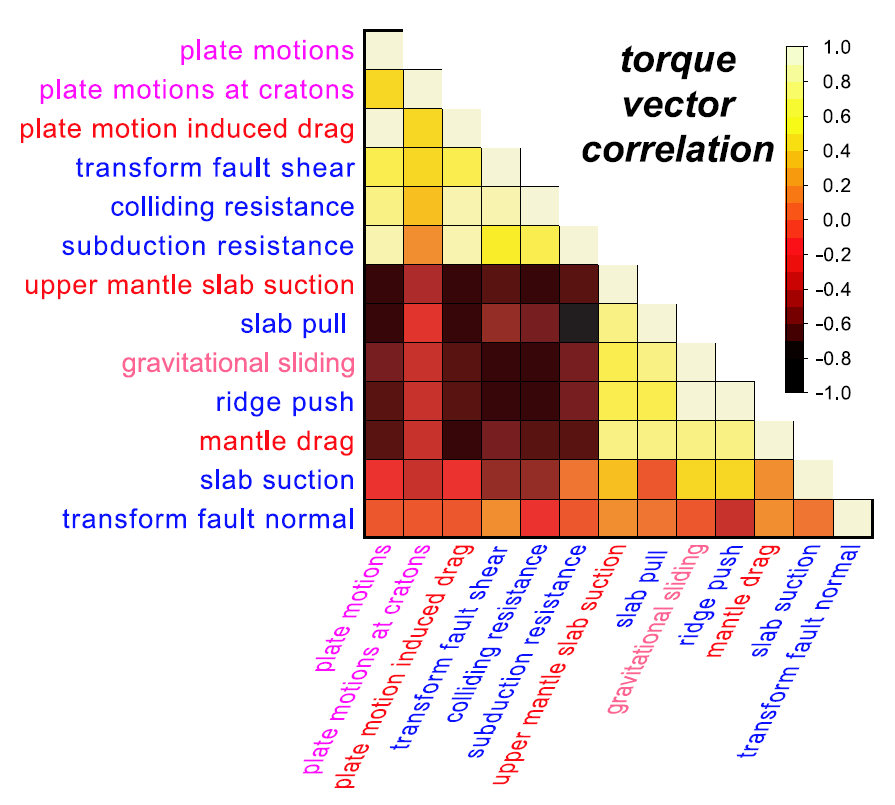 plate motions
plate motions at cratons
plate motion induced drag
transform fault shear
colliding resistance
subduction resistance
upper mantle slab suction
slab pull
gravitational sliding
ridge push
mantle drag
slab suction
transform fault normal
torque
vector
correlation
1.0
0.8
0.6
0.4
0.2
0.0
-0.2
-0.4
-0.6
-0.8
-1.0
plate motions
plate motions at cratons
plate motion induced drag
transform fault shear
colliding resistance
subduction resistance
upper mantle slab suction
slab pull
gravitational sliding
ridge push
mantle drag
slab suction
transform fault normal